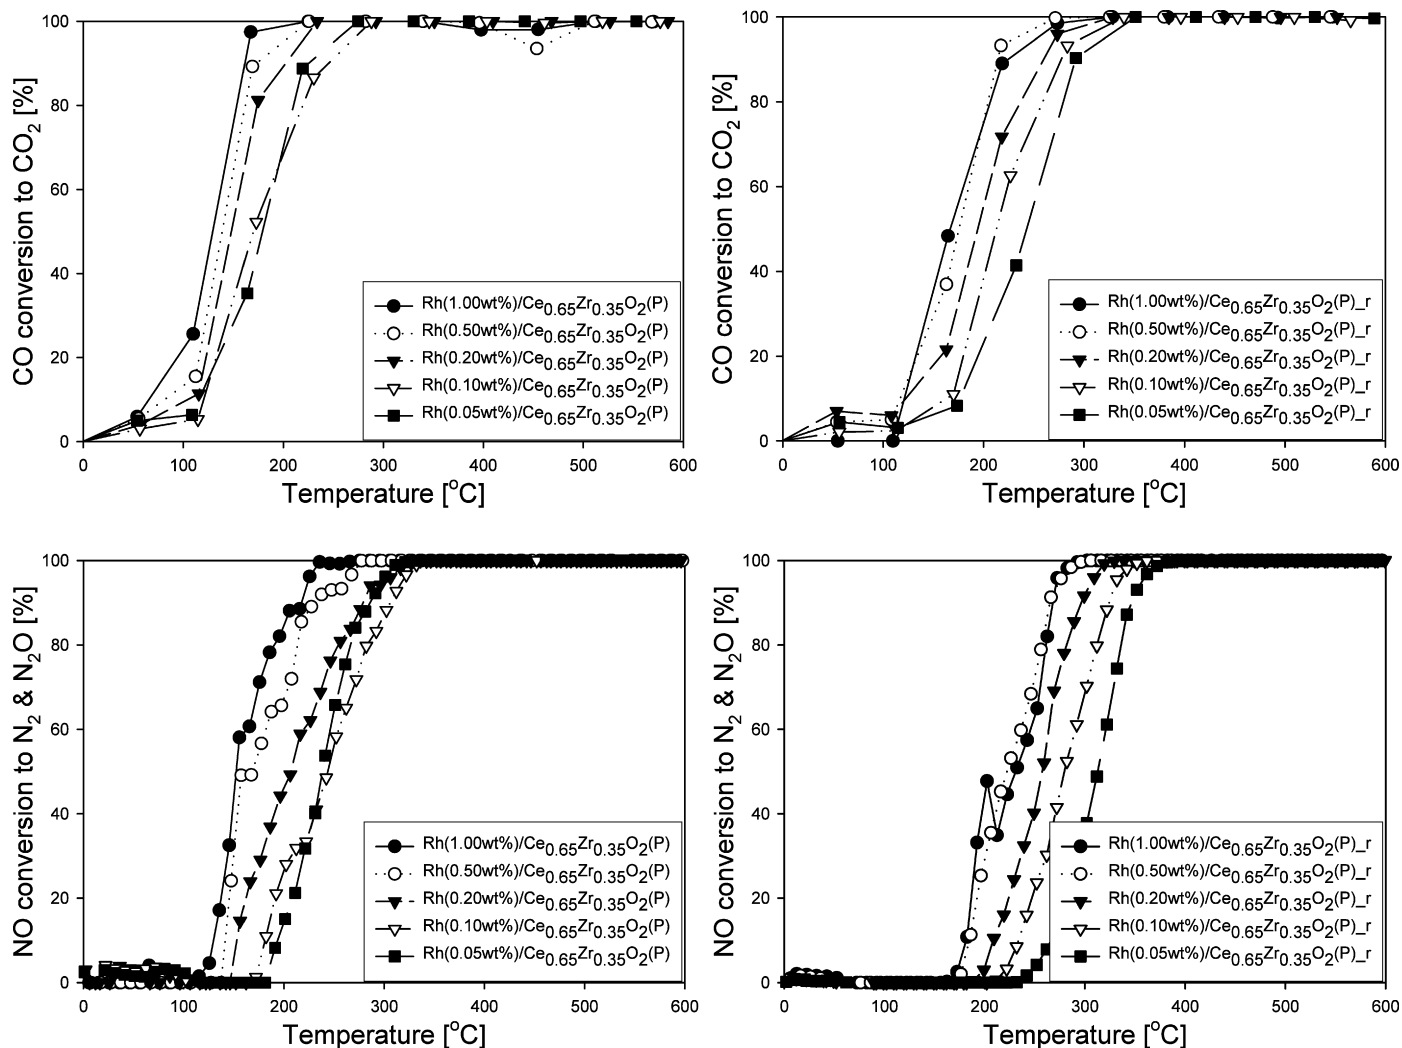 CO conversion to CO2 [%]
100
80
60
40
20
0
Rh(1.00wt%)/Ce0.65Zr0.35O2(P)
Rh(0.50wt%)/Ce0.65Zr0.35O2(P)
Rh(0.20wt%)/Ce0.65Zr0.35O2(P)
Rh(0.10wt%)/Ce0.65Zr0.35O2(P)
Rh(0.05wt%)/Ce0.65Zr0.35O2(P)
0 100 200 300 400 500 600
Temperature [oC]
CO conversion to CO2 [%]
100
80
60
40
20
0
Rh(1.00wt%)/Ce0.65Zr0.35O2(P)_r
Rh(0.50wt%)/Ce0.65Zr0.35O2(P)_r
Rh(0.20wt%)/Ce0.65Zr0.35O2(P)_r
Rh(0.10wt%)/Ce0.65Zr0.35O2(P)_r
Rh(0.05wt%)/Ce0.65Zr0.35O2(P)_r
0 100 200 300 400 500 600
Temperature [oC]
NO conversion to N2 & N2O [%]
100
80
60
40
20
0
Rh(1.00wt%)/Ce0.65Zr0.35O2(P)
Rh(0.50wt%)/Ce0.65Zr0.35O2(P)
Rh(0.20wt%)/Ce0.65Zr0.35O2(P)
Rh(0.10wt%)/Ce0.65Zr0.35O2(P)
Rh(0.05wt%)/Ce0.65Zr0.35O2(P)
0 100 200 300 400 500 600
Temperature [oC]
NO conversion to N2 & N2O [%]
100
80
60
40
20
0
Rh(1.00wt%)/Ce0.65Zr0.35O2(P)_r
Rh(0.50wt%)/Ce0.65Zr0.35O2(P)_r
Rh(0.20wt%)/Ce0.65Zr0.35O2(P)_r
Rh(0.10wt%)/Ce0.65Zr0.35O2(P)_r
Rh(0.05wt%)/Ce0.65Zr0.35O2(P)_r
0 100 200 300 400 500 600
Temperature [oC]